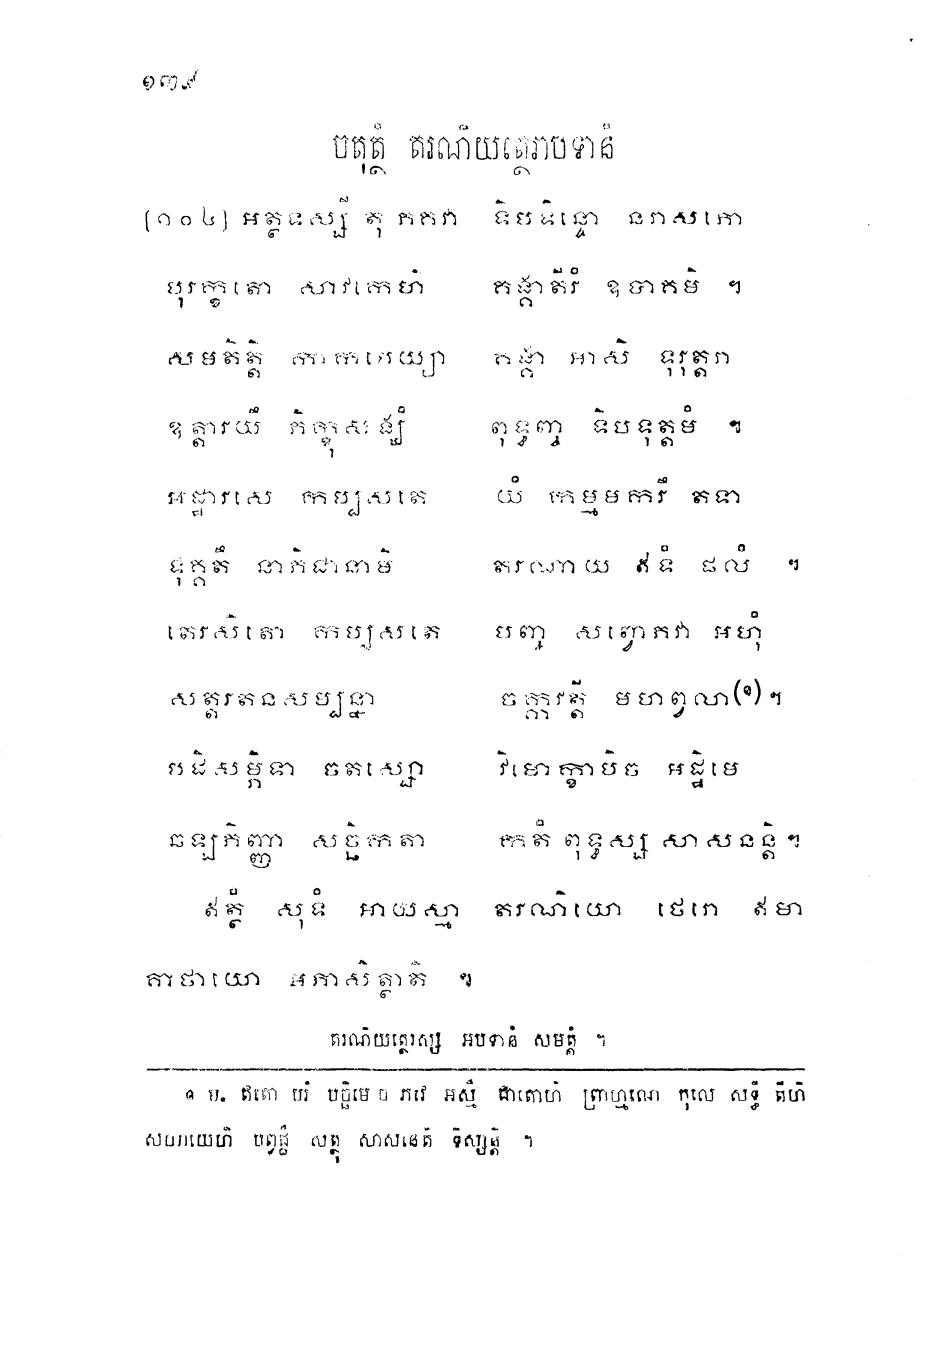 ១៣៩
ចតុត្ថំ តរណិយត្ថេរាបទានំ
[១០៤] អត្ថទស្សី តុ ភគវា ទិបទិន្ទោ នរាសភោ
បុរក្ខតោ សាវកេហិ គង្គាតីរំ ឧបាគមិ ។
សមតិត្តិ កាកបេយ្យា គង្គា អាសិ ទុរុត្តរា
ឧត្តារយឹ ភិក្ខុសង្ឃំ ពុទ្ធញ្ច ទិបទុត្តមំ ។
អដ្ឋារសេ កប្បសតេ យំ កម្មមករឹ តទា
ទុគ្គតឹ នាភិជានាមិ តរណាយ ឥទំ ផលំ ។
តេរសិតោ កប្បសតេ បញ្ច សព្វោភវា អហុំ
សត្តរតនសម្បន្នា ចក្កវត្តី មហព្វលា(១)។
បដិសម្ភិទា ចតស្សោ វិមោក្ខាបិច អដ្ឋិមេ
ឆឡភិញ្ញា សច្ឆិកតា កតំ ពុទ្ធស្ស សាសនន្តិ។
ឥត្ថំ សុទំ អាយស្មា តរណិយោ ថេរោ ឥមា
គាថាយោ អភាសិត្ថាតិ ។
តរណិយត្ថេរស្ស អបទានំ សមត្តំ ។
១ ម. ឥតោ បរំ បច្ឆិមេ ច ភវេ អស្មឹ ជាតោហំ ព្រាហ្មណេ កុលេ សទ្ធឹ តីហិ
សហាយេហិ បព្វជ្ជឹ សត្ថុ សាសនេតិ ទិស្សន្តិ ។